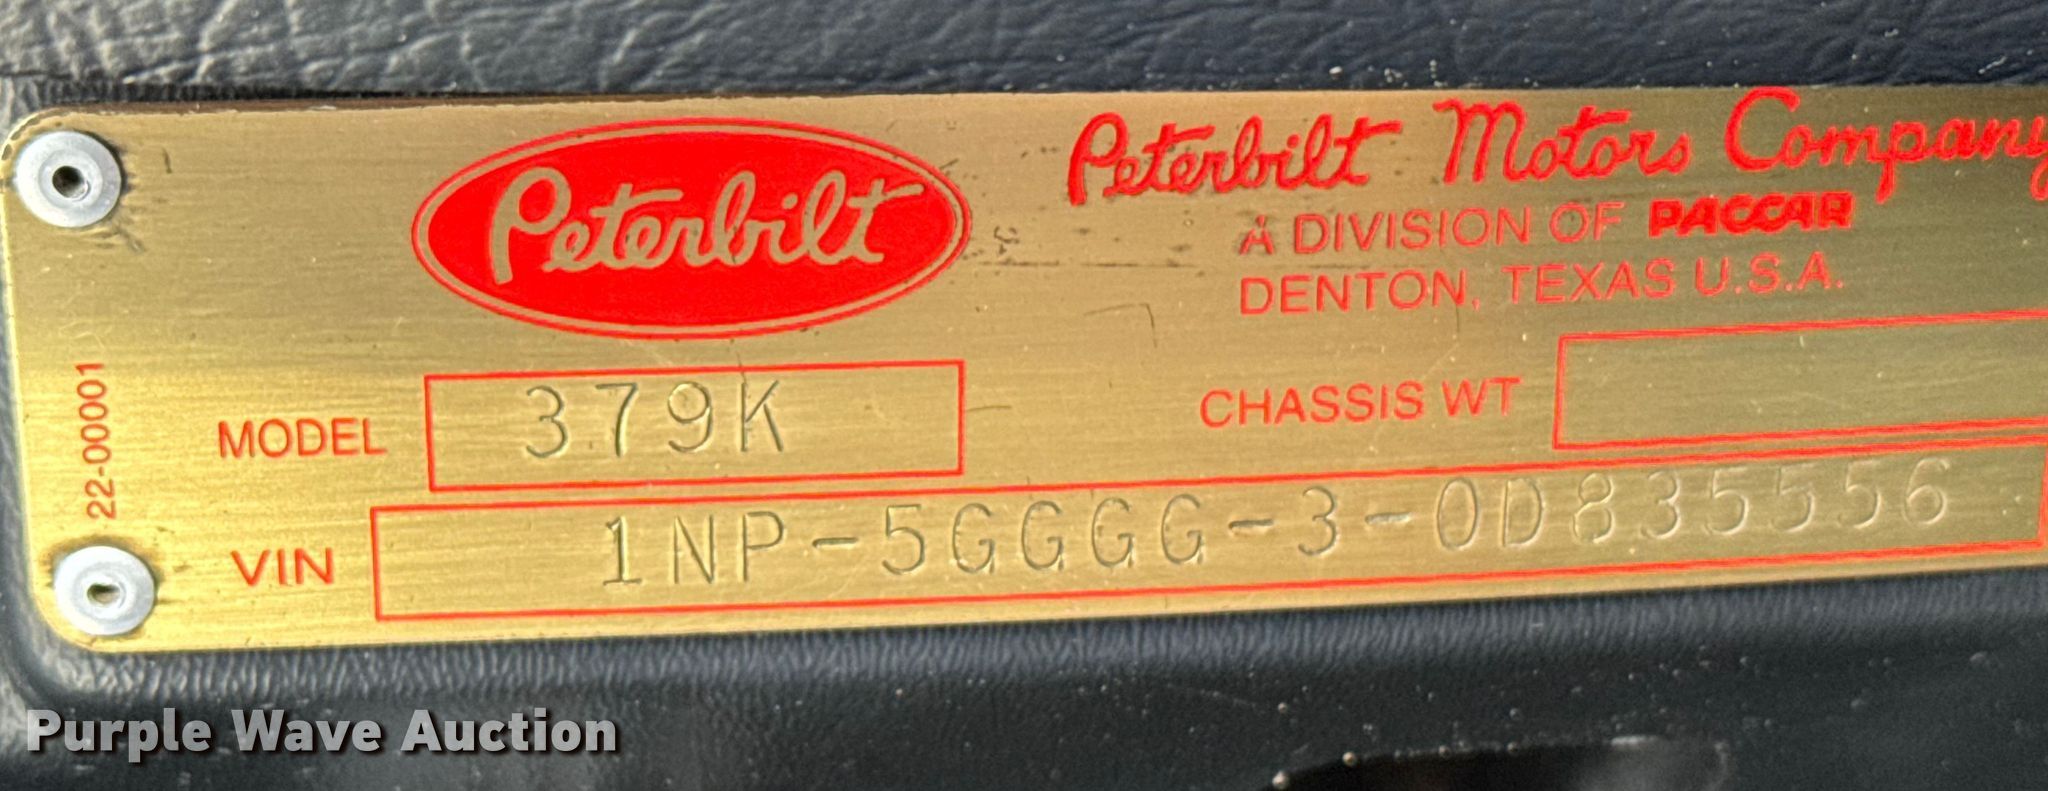 Peterbilt
Peterbilt Motors Company
A DIVISION OF PACCAR
DENTON, TEXAS U.S.A.
22-00001
MODEL 379K
CHASSIS WT
VIN 1NP-5GGGG-3-0D835556
Purple Wave Auction